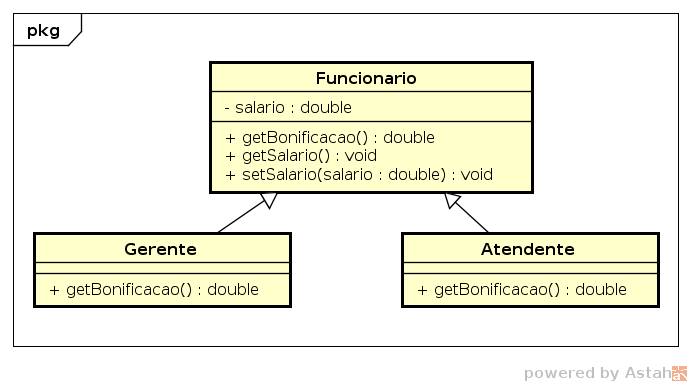 pkg
Funcionario
- salario : double
+ getBonificacao() : double
+ getSalario() : void
+ setSalario(salario : double) : void
Gerente
+ getBonificacao() : double
Atendente
+ getBonificacao() : double
powered by Astah